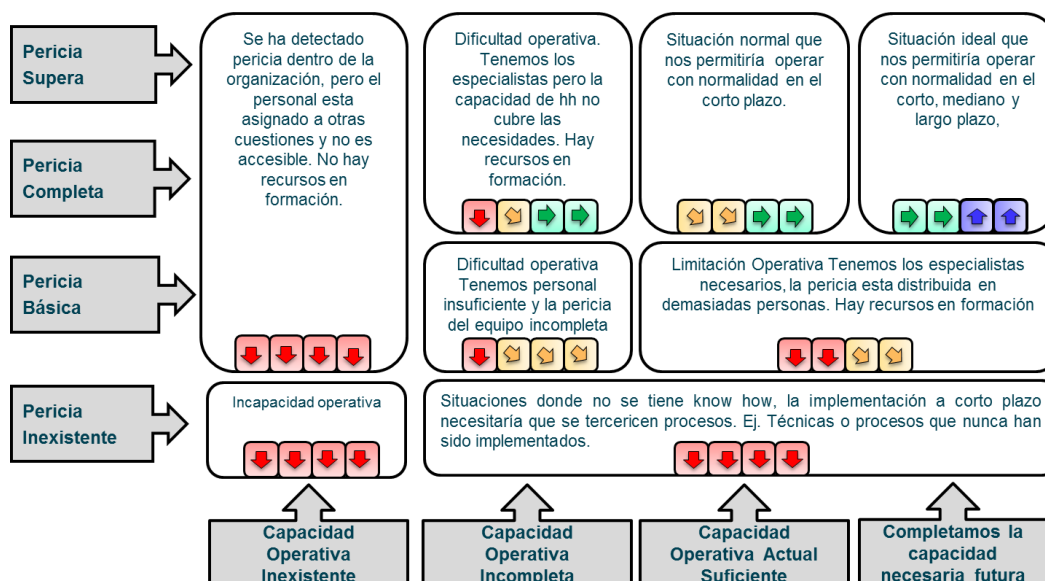 Pericia
Supera
Se ha detectado
pericia dentro de la
organización, pero el
personal esta
asignado a otras
cuestiones y no es
accesible. No hay
recursos en
formación.
Dificultad operativa.
Tenemos los
especialistas pero la
capacidad de hh no
cubre las
necesidades. Hay
recursos en
formación.
Situación normal que
nos permitiría operar
con normalidad en el
corto plazo.
Situación ideal que
nos permitiría operar
con normalidad en el
corto, mediano y
largo plazo,
Pericia
Completa
Pericia
Básica
Dificultad operativa
Tenemos personal
insuficiente y la pericia
del equipo incompleta
Limitación Operativa Tenemos los especialistas
necesarios, la pericia esta distribuida en
demasiadas personas. Hay recursos en formación
Pericia
Inexistente
Incapacidad operativa
Situaciones donde no se tiene know how, la implementación a corto plazo
necesitaría que se tercericen procesos. Ej. Técnicas o procesos que nunca han
sido implementados.
Capacidad
Operativa
Inexistente
Capacidad
Operativa
Incompleta
Capacidad
Operativa Actual
Suficiente
Completamos la
capacidad
necesaria futura